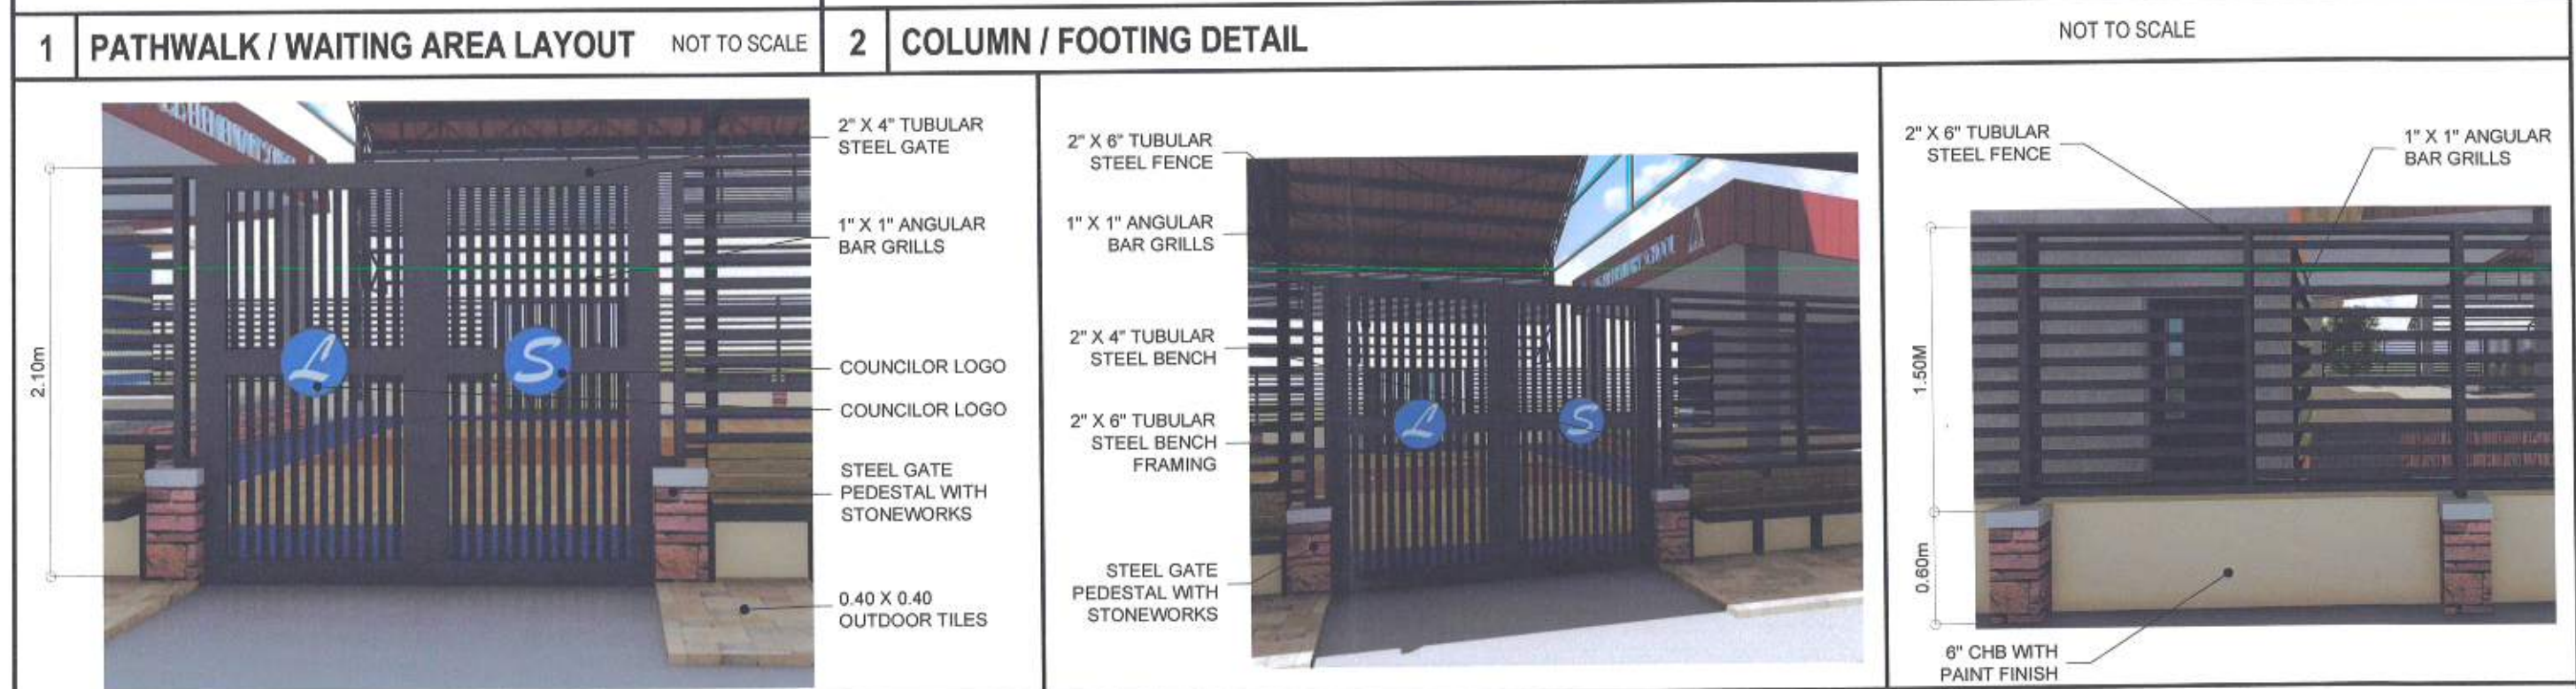 1
PATHWALK / WAITING AREA LAYOUT
NOT TO SCALE
2
COLUMN / FOOTING DETAIL
NOT TO SCALE
2.10m
2" X 4" TUBULAR
STEEL GATE
1" X 1" ANGULAR
BAR GRILLS
COUNCILOR LOGO
COUNCILOR LOGO
STEEL GATE
PEDESTAL WITH
STONEWORKS
0.40 X 0.40
OUTDOOR TILES
L
S
2" X 6" TUBULAR
STEEL FENCE
1" X 1" ANGULAR
BAR GRILLS
2" X 4" TUBULAR
STEEL BENCH
2" X 6" TUBULAR
STEEL BENCH
FRAMING
STEEL GATE
PEDESTAL WITH
STONEWORKS
L
S
2" X 6" TUBULAR
STEEL FENCE
1" X 1" ANGULAR
BAR GRILLS
1.50M
0.60m
6" CHB WITH
PAINT FINISH